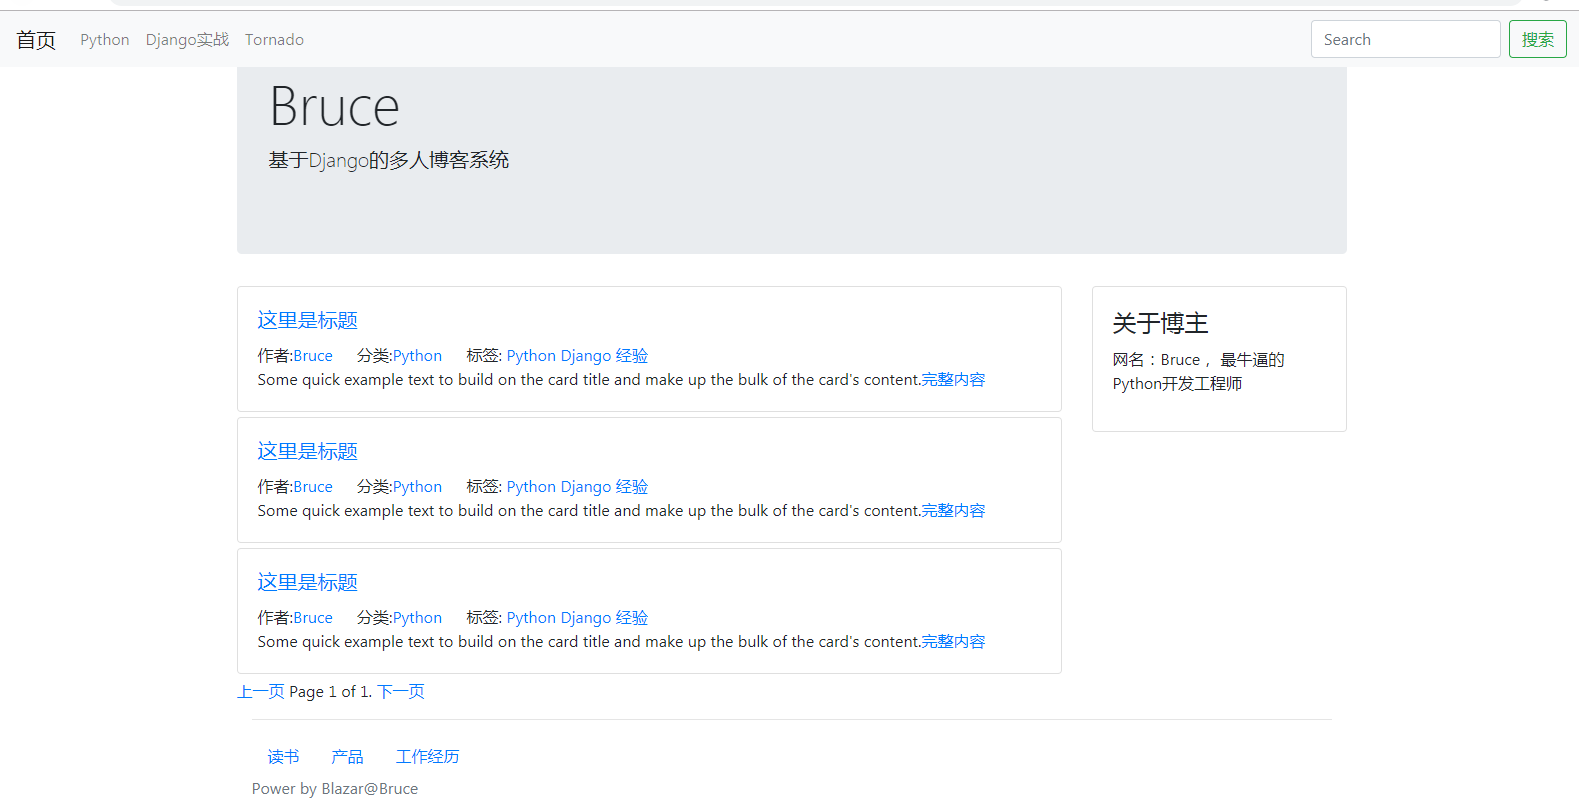 首页 Python Django实战 Tornado Search 搜索
Bruce
基于Django的多人博客系统
这里是标题
作者:Bruce 分类:Python 标签: Python Django 经验
Some quick example text to build on the card title and make up the bulk of the card's content.完整内容
这里是标题
作者:Bruce 分类:Python 标签: Python Django 经验
Some quick example text to build on the card title and make up the bulk of the card's content.完整内容
这里是标题
作者:Bruce 分类:Python 标签: Python Django 经验
Some quick example text to build on the card title and make up the bulk of the card's content.完整内容
上一页 Page 1 of 1. 下一页
关于博主
网名：Bruce， 最牛逼的
Python开发工程师
读书 产品 工作经历
Power by Blazar@Bruce